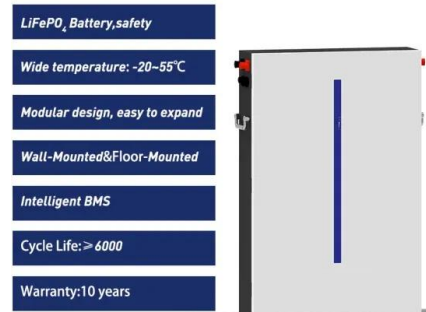 LiFePO₄ Battery,safety
Wide temperature: -20~55℃
Modular design, easy to expand
Wall-Mounted&Floor-Mounted
Intelligent BMS
Cycle Life:≥6000
Warranty:10 years